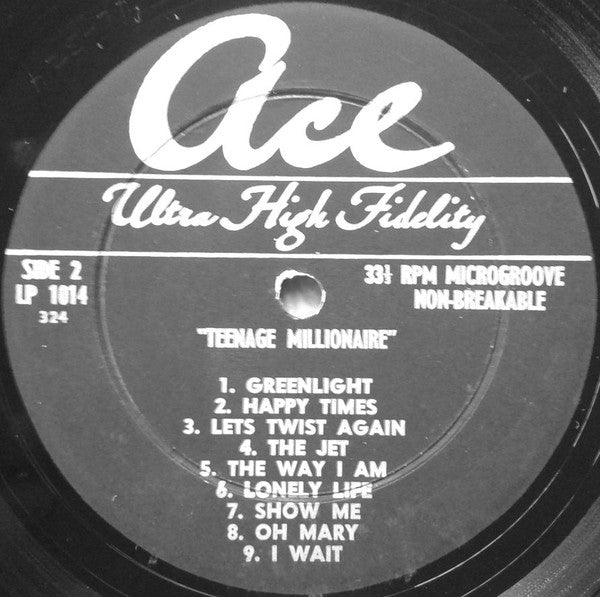 Ace
Ultra High Fidelity
SIDE 2
LP 1014
324
33⅓ RPM MICROGROOVE
NON-BREAKABLE
"TEENAGE MILLIONAIRE"
1. GREENLIGHT
2. HAPPY TIMES
3. LETS TWIST AGAIN
4. THE JET
5. THE WAY I AM
6. LONELY LIFE
7. SHOW ME
8. OH MARY
9. I WAIT